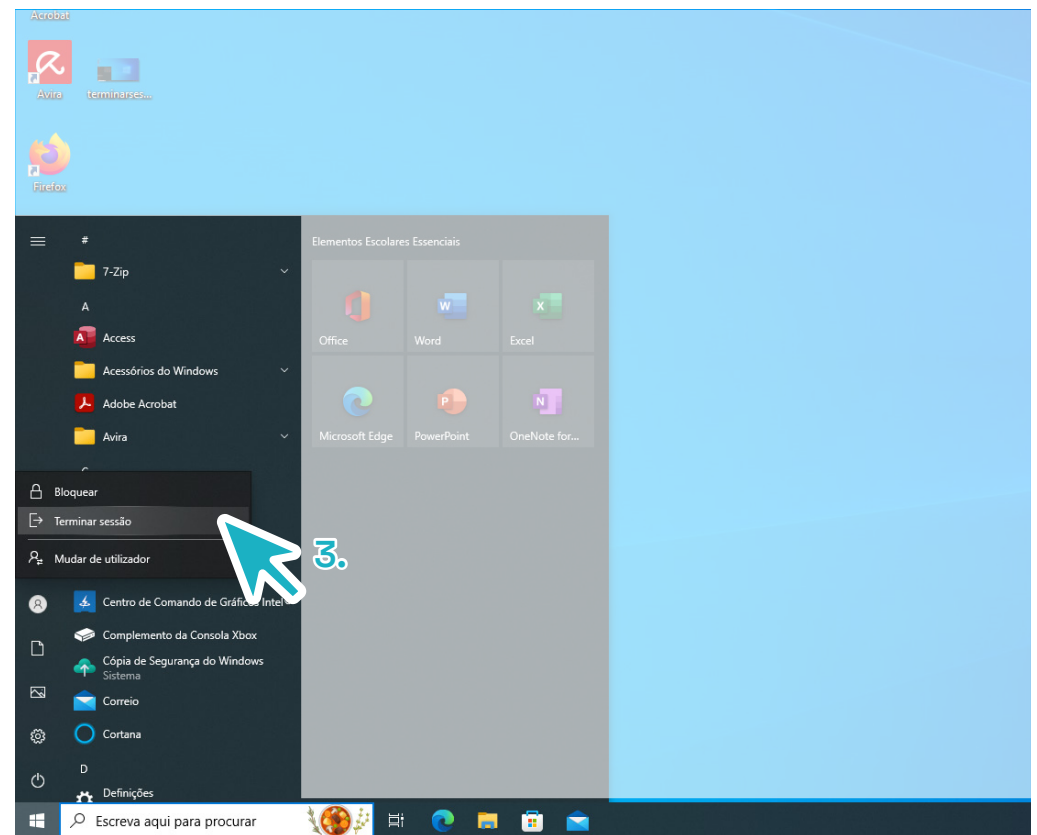 Acrobat
Avira
terminarses...
Firefox
#
Elementos Escolares Essenciais
7-Zip
A
Access
Office
Word
Excel
Acessórios do Windows
Adobe Acrobat
Avira
Microsoft Edge
PowerPoint
OneNote for...
Bloquear
Terminar sessão
3.
Mudar de utilizador
Centro de Comando de Gráficos Intel
Complemento da Consola Xbox
Cópia de Segurança do Windows
Sistema
Correio
Cortana
D
Definições
Escreva aqui para procurar